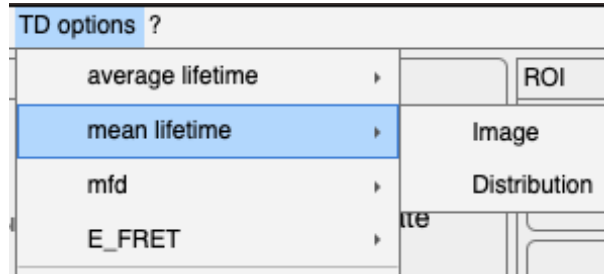 TD options ?
average lifetime
ROI
mean lifetime
Image
mfd
Distribution
E_FRET